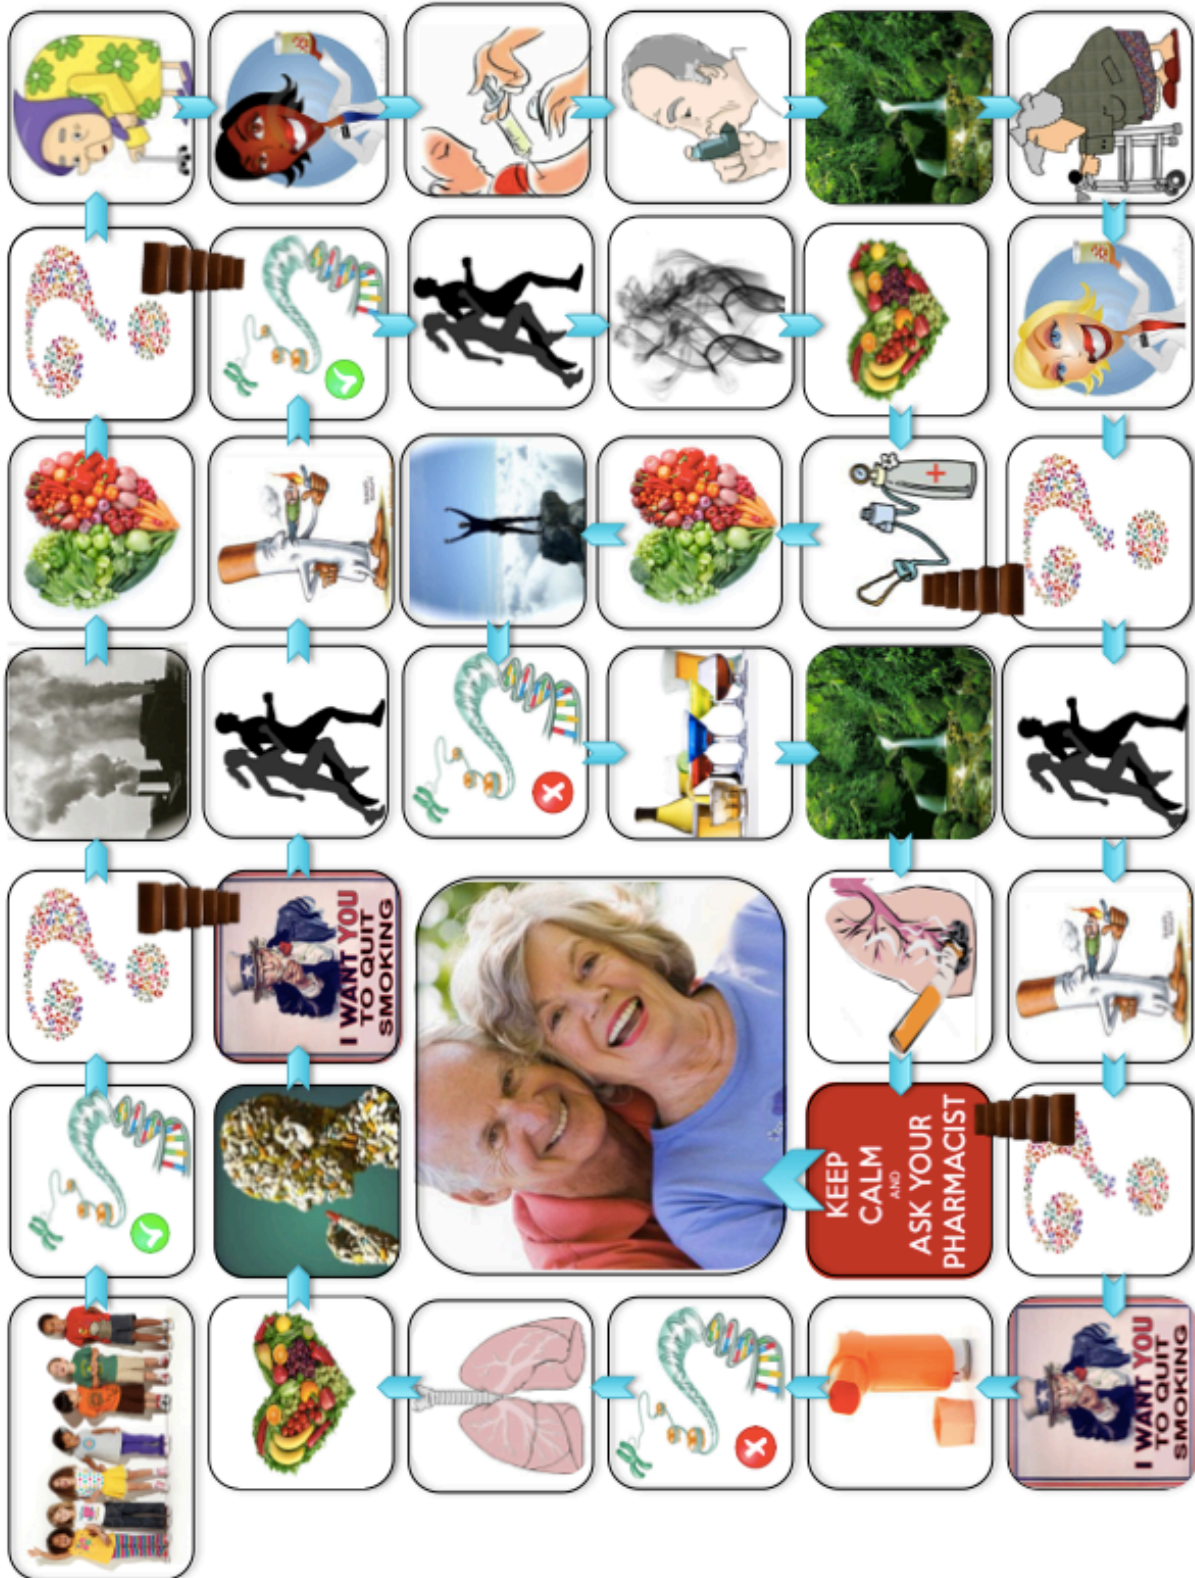 I WANT YOU
TO QUIT
SMOKING
KEEP
CALM
AND
ASK YOUR
PHARMACIST
I WANT YOU
TO QUIT
SMOKING